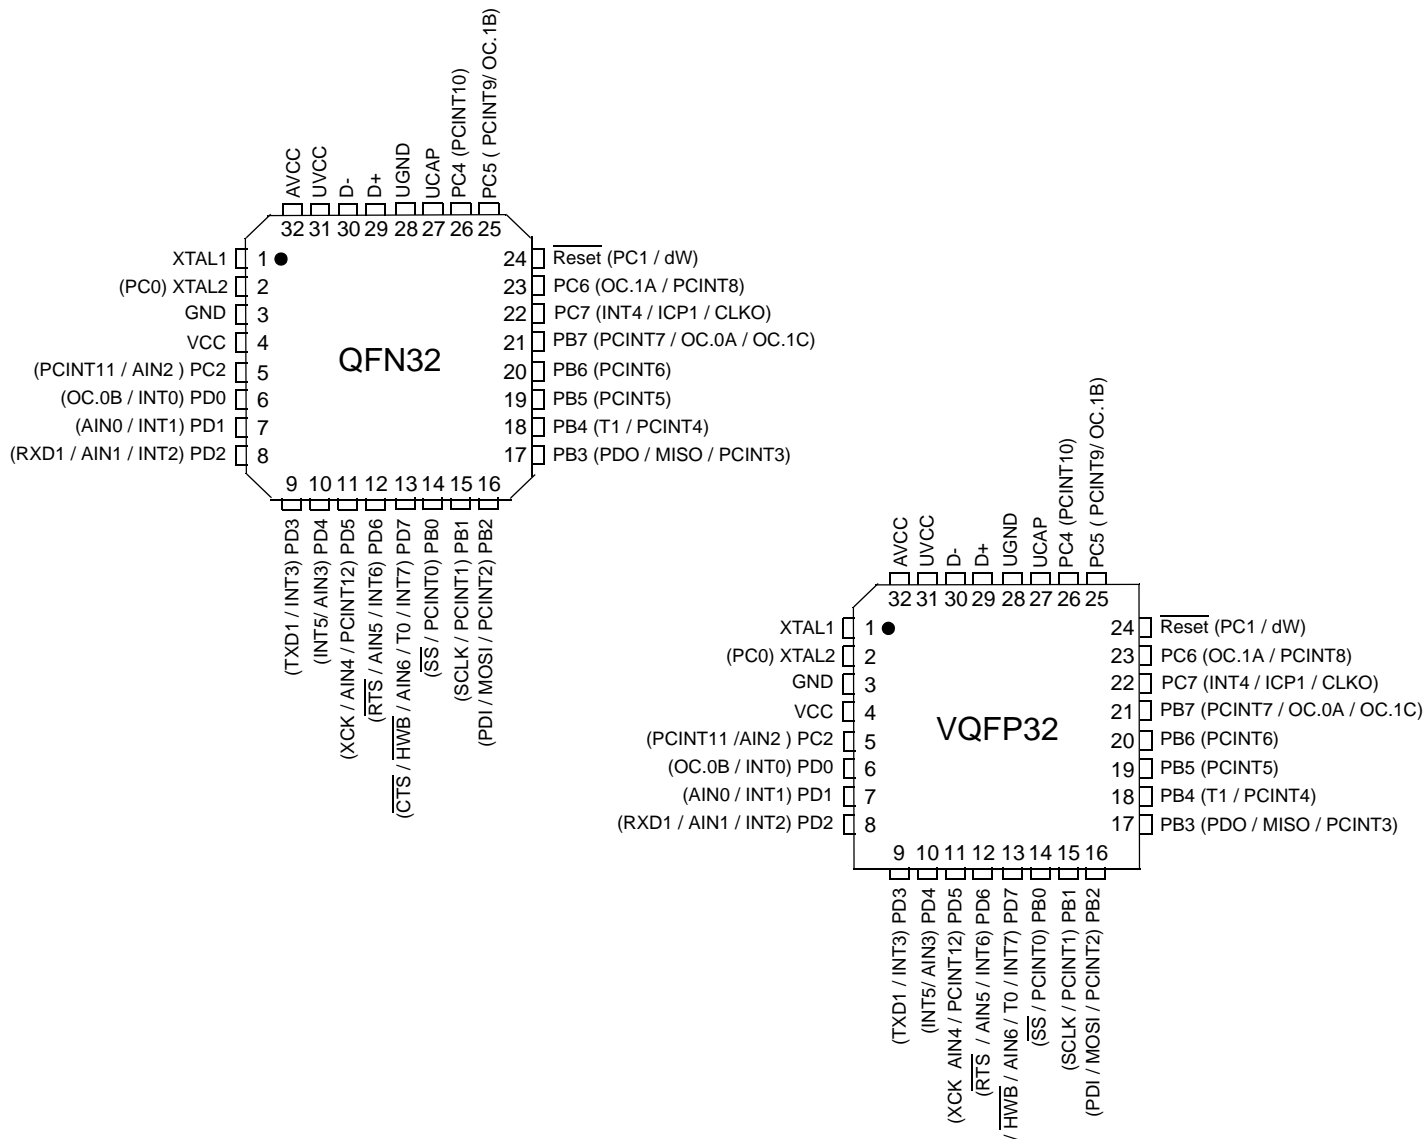 AVCC
UVCC
D-
D+
UGND
UCAP
PC4 (PCINT10)
PC5 ( PCINT9/ OC.1B)
32 31 30 29 28 27 26 25
XTAL1 1
(PC0) XTAL2 2
GND 3
VCC 4
(PCINT11 / AIN2 ) PC2 5
(OC.0B / INT0) PD0 6
(AIN0 / INT1) PD1 7
(RXD1 / AIN1 / INT2) PD2 8
QFN32
24 Reset (PC1 / dW)
23 PC6 (OC.1A / PCINT8)
22 PC7 (INT4 / ICP1 / CLKO)
21 PB7 (PCINT7 / OC.0A / OC.1C)
20 PB6 (PCINT6)
19 PB5 (PCINT5)
18 PB4 (T1 / PCINT4)
17 PB3 (PDO / MISO / PCINT3)
9 10 11 12 13 14 15 16
(TXD1 / INT3) PD3
(INT5/ AIN3) PD4
(XCK / AIN4 / PCINT12) PD5
(RTS / AIN5 / INT6) PD6
(CTS / HWB / AIN6 / T0 / INT7) PD7
(SS / PCINT0) PB0
(SCLK / PCINT1) PB1
(PDI / MOSI / PCINT2) PB2
AVCC
UVCC
D-
D+
UGND
UCAP
PC4 (PCINT10)
PC5 ( PCINT9/ OC.1B)
32 31 30 29 28 27 26 25
XTAL1 1
(PC0) XTAL2 2
GND 3
VCC 4
(PCINT11 /AIN2 ) PC2 5
(OC.0B / INT0) PD0 6
(AIN0 / INT1) PD1 7
(RXD1 / AIN1 / INT2) PD2 8
VQFP32
24 Reset (PC1 / dW)
23 PC6 (OC.1A / PCINT8)
22 PC7 (INT4 / ICP1 / CLKO)
21 PB7 (PCINT7 / OC.0A / OC.1C)
20 PB6 (PCINT6)
19 PB5 (PCINT5)
18 PB4 (T1 / PCINT4)
17 PB3 (PDO / MISO / PCINT3)
9 10 11 12 13 14 15 16
(TXD1 / INT3) PD3
(INT5/ AIN3) PD4
(XCK AIN4 / PCINT12) PD5
(RTS / AIN5 / INT6) PD6
/ HWB / AIN6 / T0 / INT7) PD7
(SS / PCINT0) PB0
(SCLK / PCINT1) PB1
(PDI / MOSI / PCINT2) PB2